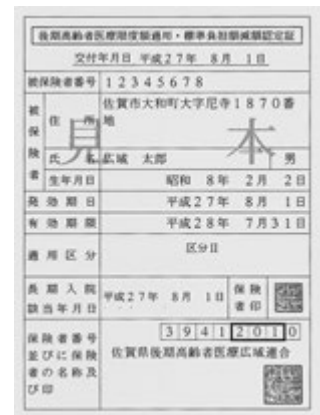 後期高齢者医療限度額適用・標準負担額減額認定証
交付年月日 平成27年 8月 1日
被保険者番号 12345678
被保険者
住所 佐賀市大和町大字尼寺1870番地
氏名 広域 太郎 男
見本
生年月日 昭和 8年 2月 2日
発効期日 平成27年 8月 1日
有効期限 平成28年 7月31日
適用区分 区分II
長期入院該当年月日 平成27年 8月 1日 保険者印
保険者番号並びに保険者の名称及び印 39412010
佐賀県後期高齢者医療広域連合